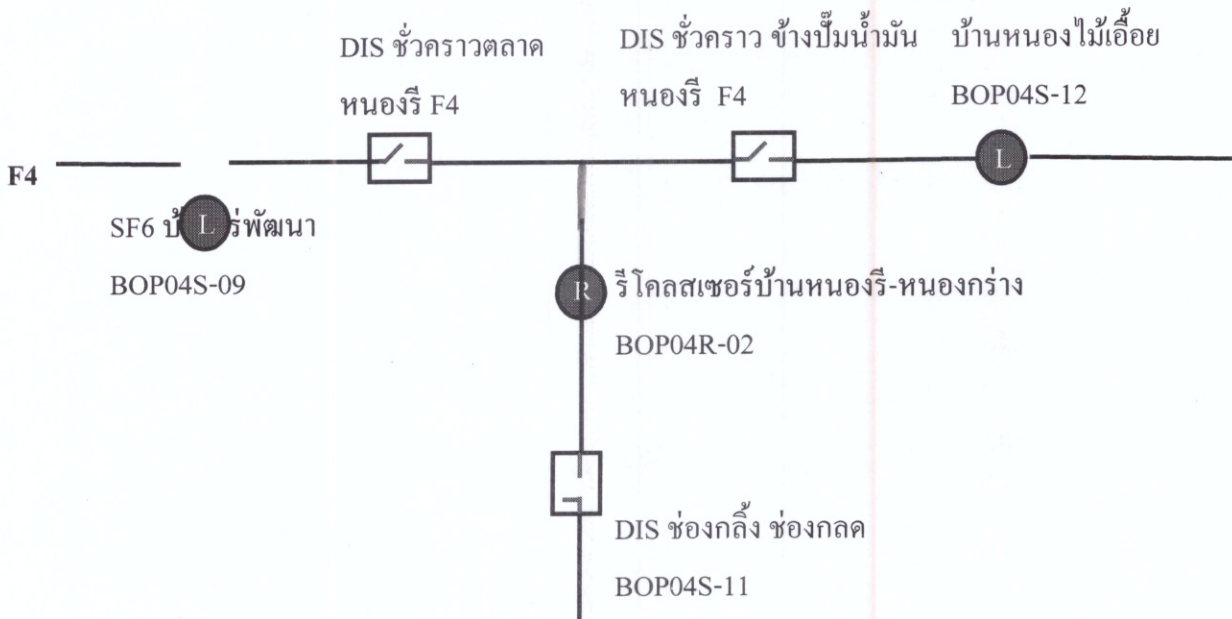 DIS ชั่วคราวตลาด
หนองรี F4
DIS ชั่วคราว ข้างปั๊มน้ำมัน
หนองรี F4
บ้านหนองไม้เอื้อย
BOP04S-12
F4
L
L
SF6 ร่พัฒนา
BOP04S-09
R
รีโคลสเซอร์บ้านหนองรี-หนองกร่าง
BOP04R-02
DIS ช่องกลิ้ง ช่องกลด
BOP04S-11